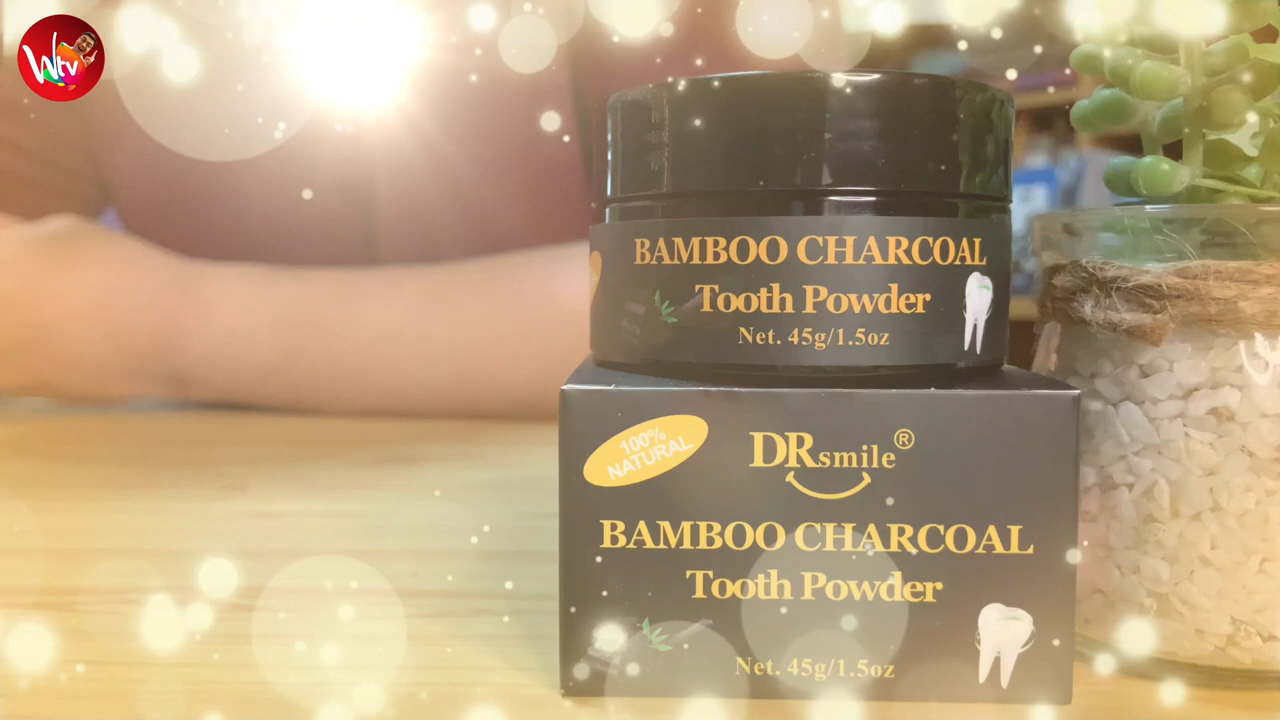 Wtv
BAMBOO CHARCOAL
Tooth Powder
Net. 45g/1.5oz
100%
NATURAL
DRsmile®
BAMBOO CHARCOAL
Tooth Powder
Net. 45g/1.5oz